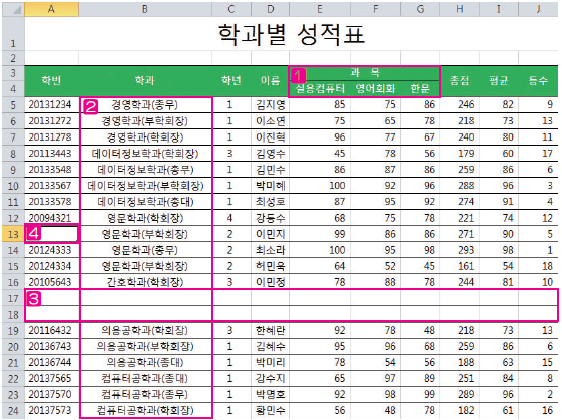 A B C D E F G H I J
1 학과별 성적표
2
3 학번 학과 학년 이름 1 과 목 총점 평균 등수
4 실용컴퓨터 영어회화 한문
5 20131234 2 경영학과(총무) 1 김지영 85 75 86 246 82 9
6 20131272 경영학과(부학회장) 1 이소연 75 65 78 218 73 13
7 20131278 경영학과(학회장) 1 이진혁 96 77 67 240 80 11
8 20113443 데이터정보학과(학회장) 3 김영수 45 78 56 179 60 17
9 20133548 데이터정보학과(총무) 1 김민수 86 87 86 259 86 6
10 20133567 데이터정보학과(부학회장) 1 박미혜 100 92 96 288 96 3
11 20133578 데이터정보학과(총대) 1 최성호 87 95 92 274 91 4
12 20094321 영문학과(학회장) 4 강동수 68 75 78 221 74 12
13 4 영문학과(부학회장) 2 이민지 99 86 86 271 90 5
14 20124333 영문학과(총무) 2 최소라 100 95 98 293 98 1
15 20124334 영문학과(부학회장) 2 허민욱 64 52 45 161 54 18
16 20105643 간호학과(학회장) 3 이민정 78 88 78 244 81 10
17 3
18
19 20116432 의용공학과(학회장) 3 한혜란 92 78 48 218 73 13
20 20136743 의용공학과(부학회장) 1 김혜수 95 96 68 259 86 6
21 20136744 의용공학과(총대) 1 박미리 78 54 56 188 63 15
22 20137565 컴퓨터공학과(총대) 1 강수지 65 97 89 251 84 8
23 20137570 컴퓨터공학과(총무) 1 박명호 92 98 99 289 96 2
24 20137573 컴퓨터공학과(학회장) 1 황민수 56 48 78 182 61 16